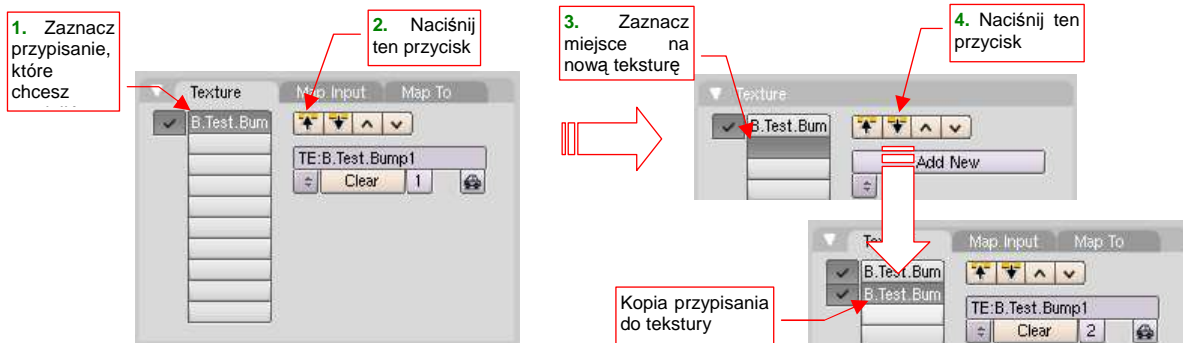 1. Zaznacz
przypisanie,
które
chcesz
2. Naciśnij
ten przycisk
Texture
Map Input
Map To
B.Test.Bum
TE:B.Test.Bump1
Clear
1
3. Zaznacz
miejsce na
nową teksturę
4. Naciśnij ten
przycisk
Texture
B.Test.Bum
Add New
Kopia przypisania
do tekstury
Map Input
Map To
B.Test.Bum
B.Test.Bum
TE:B.Test.Bump1
Clear
2